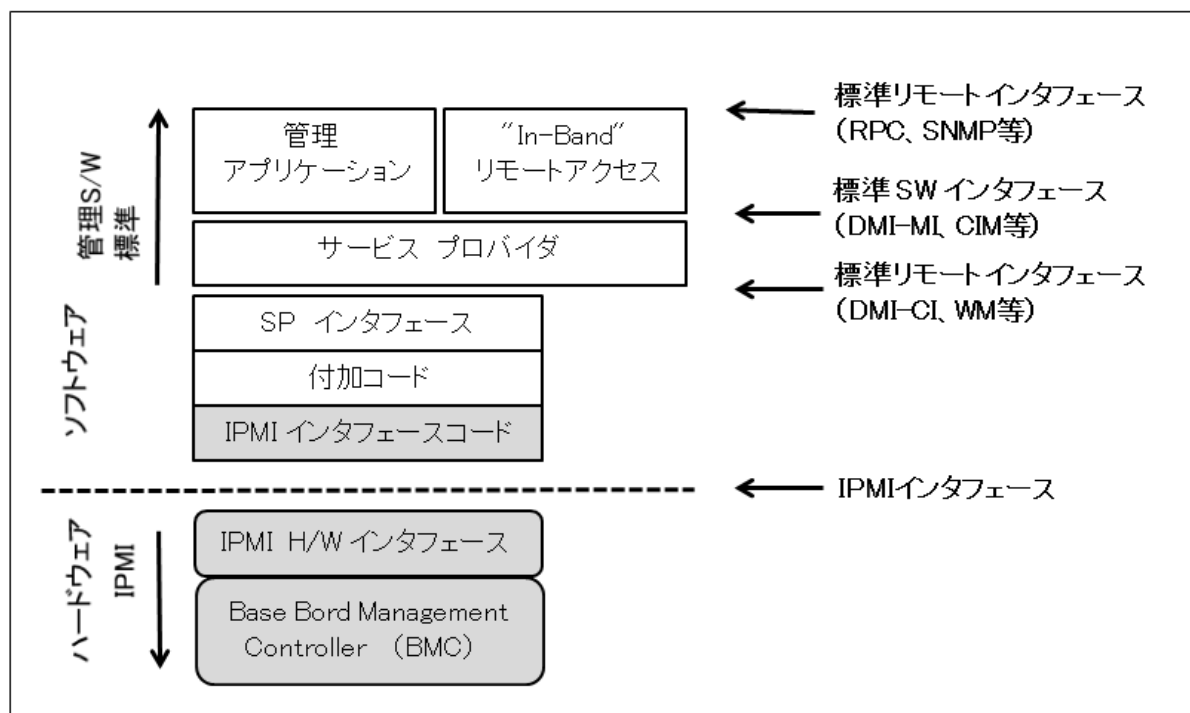 標準リモートインタフェース
（RPC、SNMP等）
管理
アプリケーション
"In-Band"
リモートアクセス
管理S/W
標準
標準 SW インタフェース
（DMI-MI、CIM等）
サービス プロバイダ
標準リモートインタフェース
（DMI-CI、WM等）
ソフトウェア
SP インタフェース
付加コード
IPMI インタフェースコード
IPMIインタフェース
ハードウェア
IPMI
IPMI H/W インタフェース
Base Bord Management
Controller （BMC）